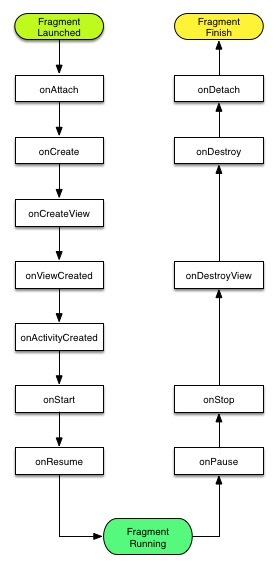 Fragment
Launched
onAttach
onCreate
onCreateView
onViewCreated
onActivityCreated
onStart
onResume
Fragment
Running
onPause
onStop
onDestroyView
onDestroy
onDetach
Fragment
Finish